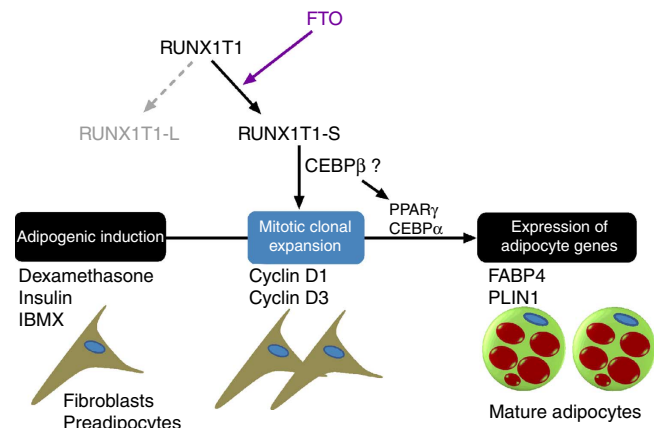 FTO
RUNX1T1
RUNX1T1-L
RUNX1T1-S
CEBPβ ?
PPARγ
CEBPα
Adipogenic induction
Mitotic clonal
expansion
Expression of
adipocyte genes
Dexamethasone
Insulin
IBMX
Cyclin D1
Cyclin D3
FABP4
PLIN1
Fibroblasts
Preadipocytes
Mature adipocytes